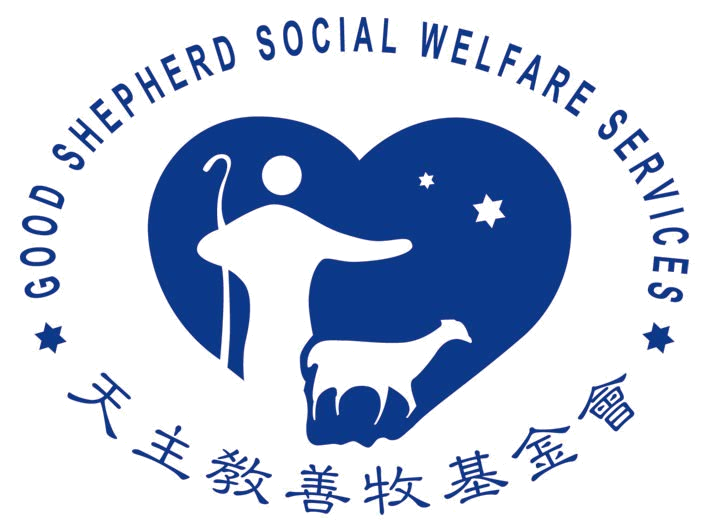 GOOD SHEPHERD SOCIAL WELFARE SERVICES
天主教善牧基金會